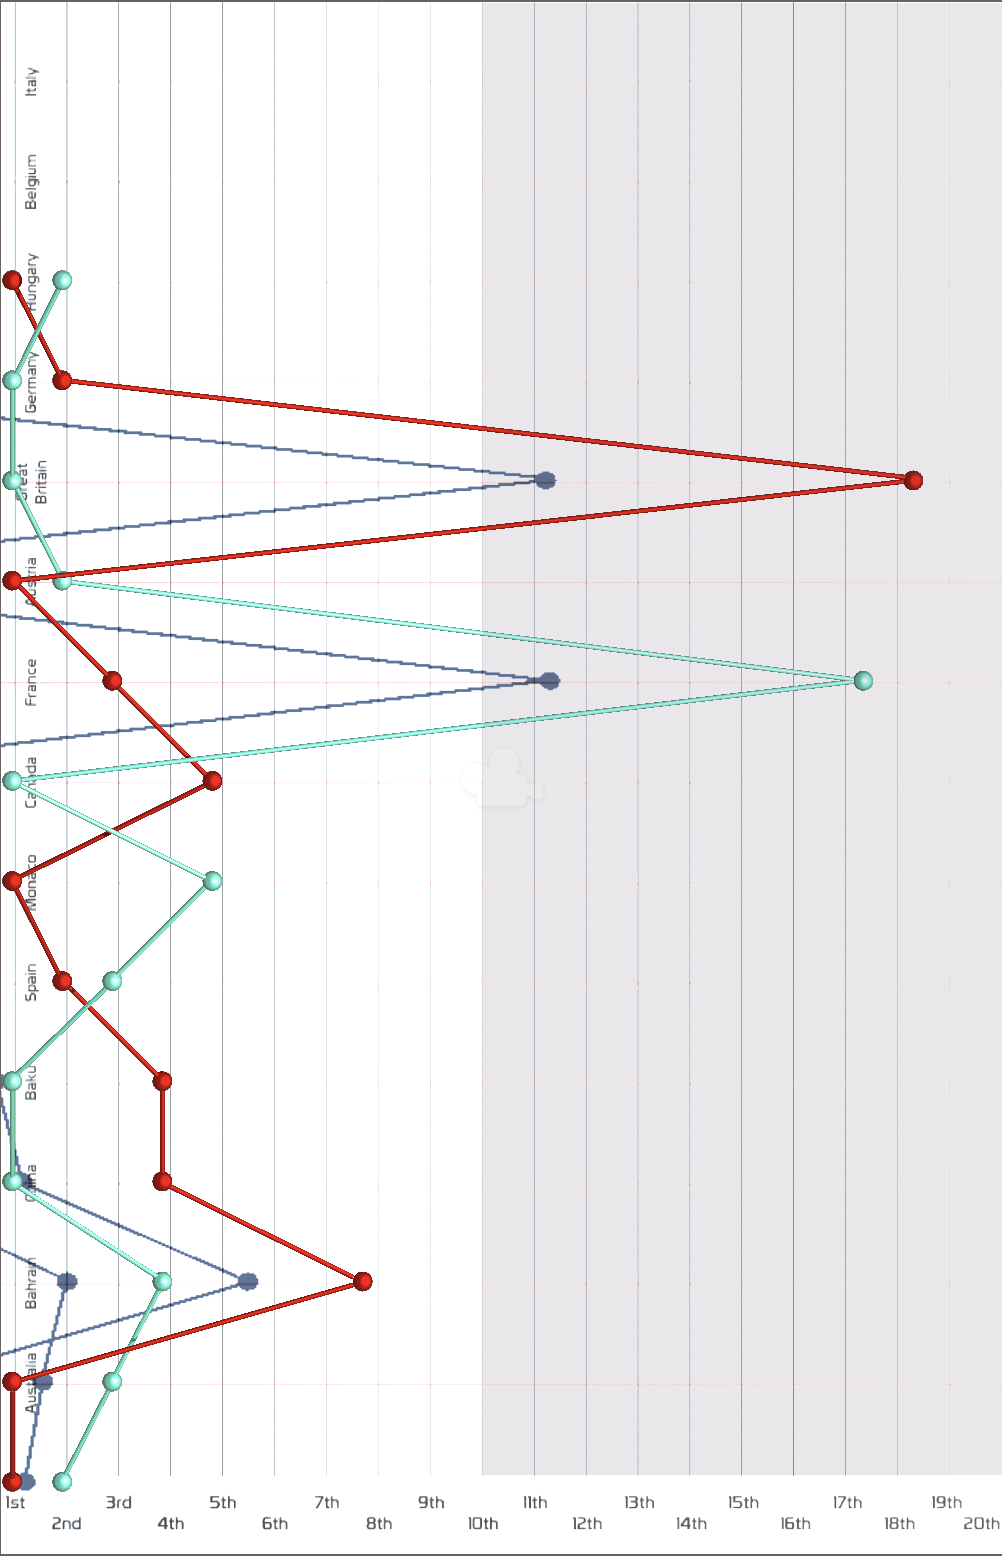 Italy
Belgium
Hungary
Germany
Great
Britain
Austria
France
Canada
Monaco
Spain
Baku
China
Bahrain
Australia
1st 3rd 5th 7th 9th 11th 13th 15th 17th 19th
2nd 4th 6th 8th 10th 12th 14th 16th 18th 20th